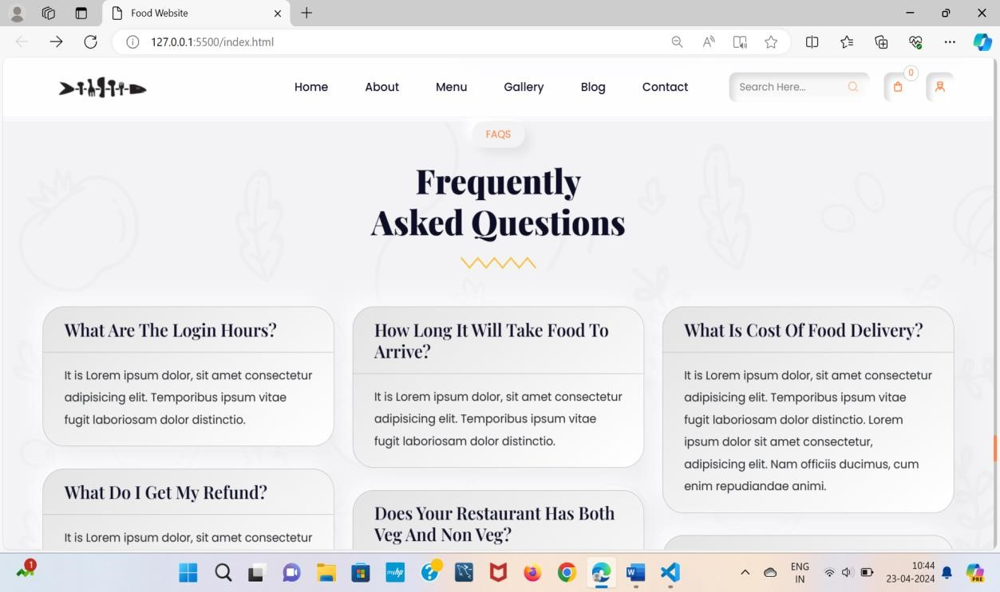 Food Website
127.0.0.1:5500/index.html
Home About Menu Gallery Blog Contact Search Here... 0
FAQS
Frequently
Asked Questions
What Are The Login Hours?
It is Lorem ipsum dolor, sit amet consectetur
adipisicing elit. Temporibus ipsum vitae
fugit laboriosam dolor distinctio.
What Do I Get My Refund?
It is Lorem ipsum dolor, sit amet consectetur
How Long It Will Take Food To
Arrive?
It is Lorem ipsum dolor, sit amet consectetur
adipisicing elit. Temporibus ipsum vitae
fugit laboriosam dolor distinctio.
Does Your Restaurant Has Both
Veg And Non Veg?
What Is Cost Of Food Delivery?
It is Lorem ipsum dolor, sit amet consectetur
adipisicing elit. Temporibus ipsum vitae
fugit laboriosam dolor distinctio. Lorem
ipsum dolor sit amet consectetur,
adipisicing elit. Nam officiis ducimus, cum
enim repudiandae animi.
1
myhp
ENG
IN
10:44
23-04-2024
PRE